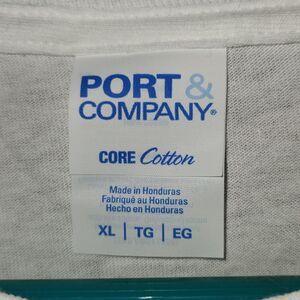 PORT &
COMPANY®
CORE Cotton
Made in Honduras
Fabriqué au Honduras
Hecho en Honduras
XL | TG | EG